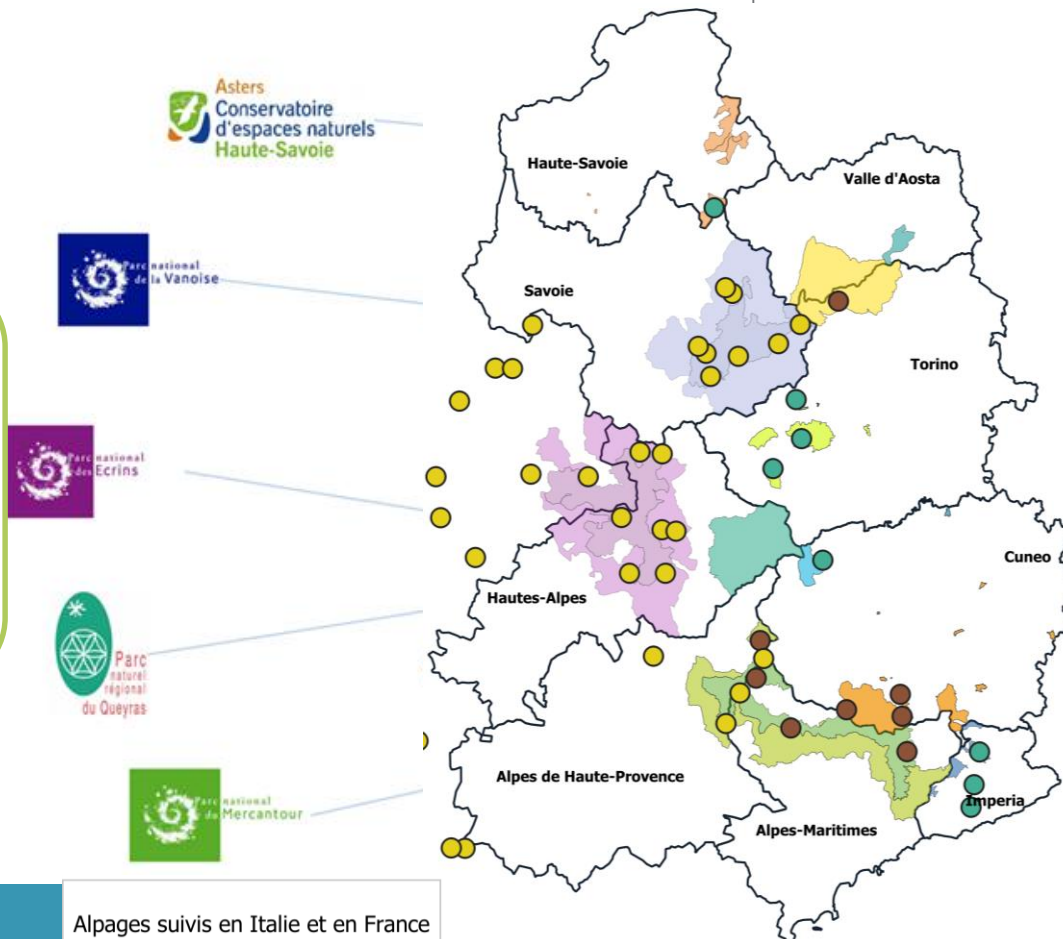 Asters
Conservatoire
d'espaces naturels
Haute-Savoie
Parc national
de la Vanoise
Parc national
des Ecrins
Parc
naturel
régional
du Queyras
Parc national
du Mercantour
Haute-Savoie
Valle d'Aosta
Savoie
Torino
Cuneo
Hautes-Alpes
Alpes de Haute-Provence
Imperia
Alpes-Maritimes
Alpages suivis en Italie et en France